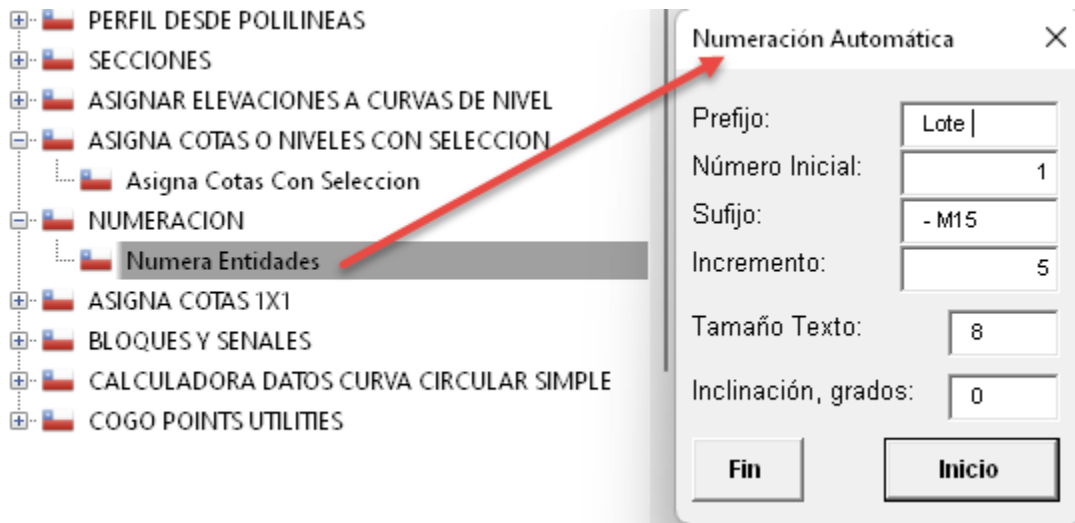 PERFIL DESDE POLILINEAS
SECCIONES
ASIGNAR ELEVACIONES A CURVAS DE NIVEL
ASIGNA COTAS O NIVELES CON SELECCION
Asigna Cotas Con Seleccion
NUMERACION
Numera Entidades
ASIGNA COTAS 1X1
BLOQUES Y SENALES
CALCULADORA DATOS CURVA CIRCULAR SIMPLE
COGO POINTS UTILITIES
Numeración Automática
Prefijo: Lote
Número Inicial: 1
Sufijo: - M15
Incremento: 5
Tamaño Texto: 8
Inclinación, grados: 0
Fin Inicio